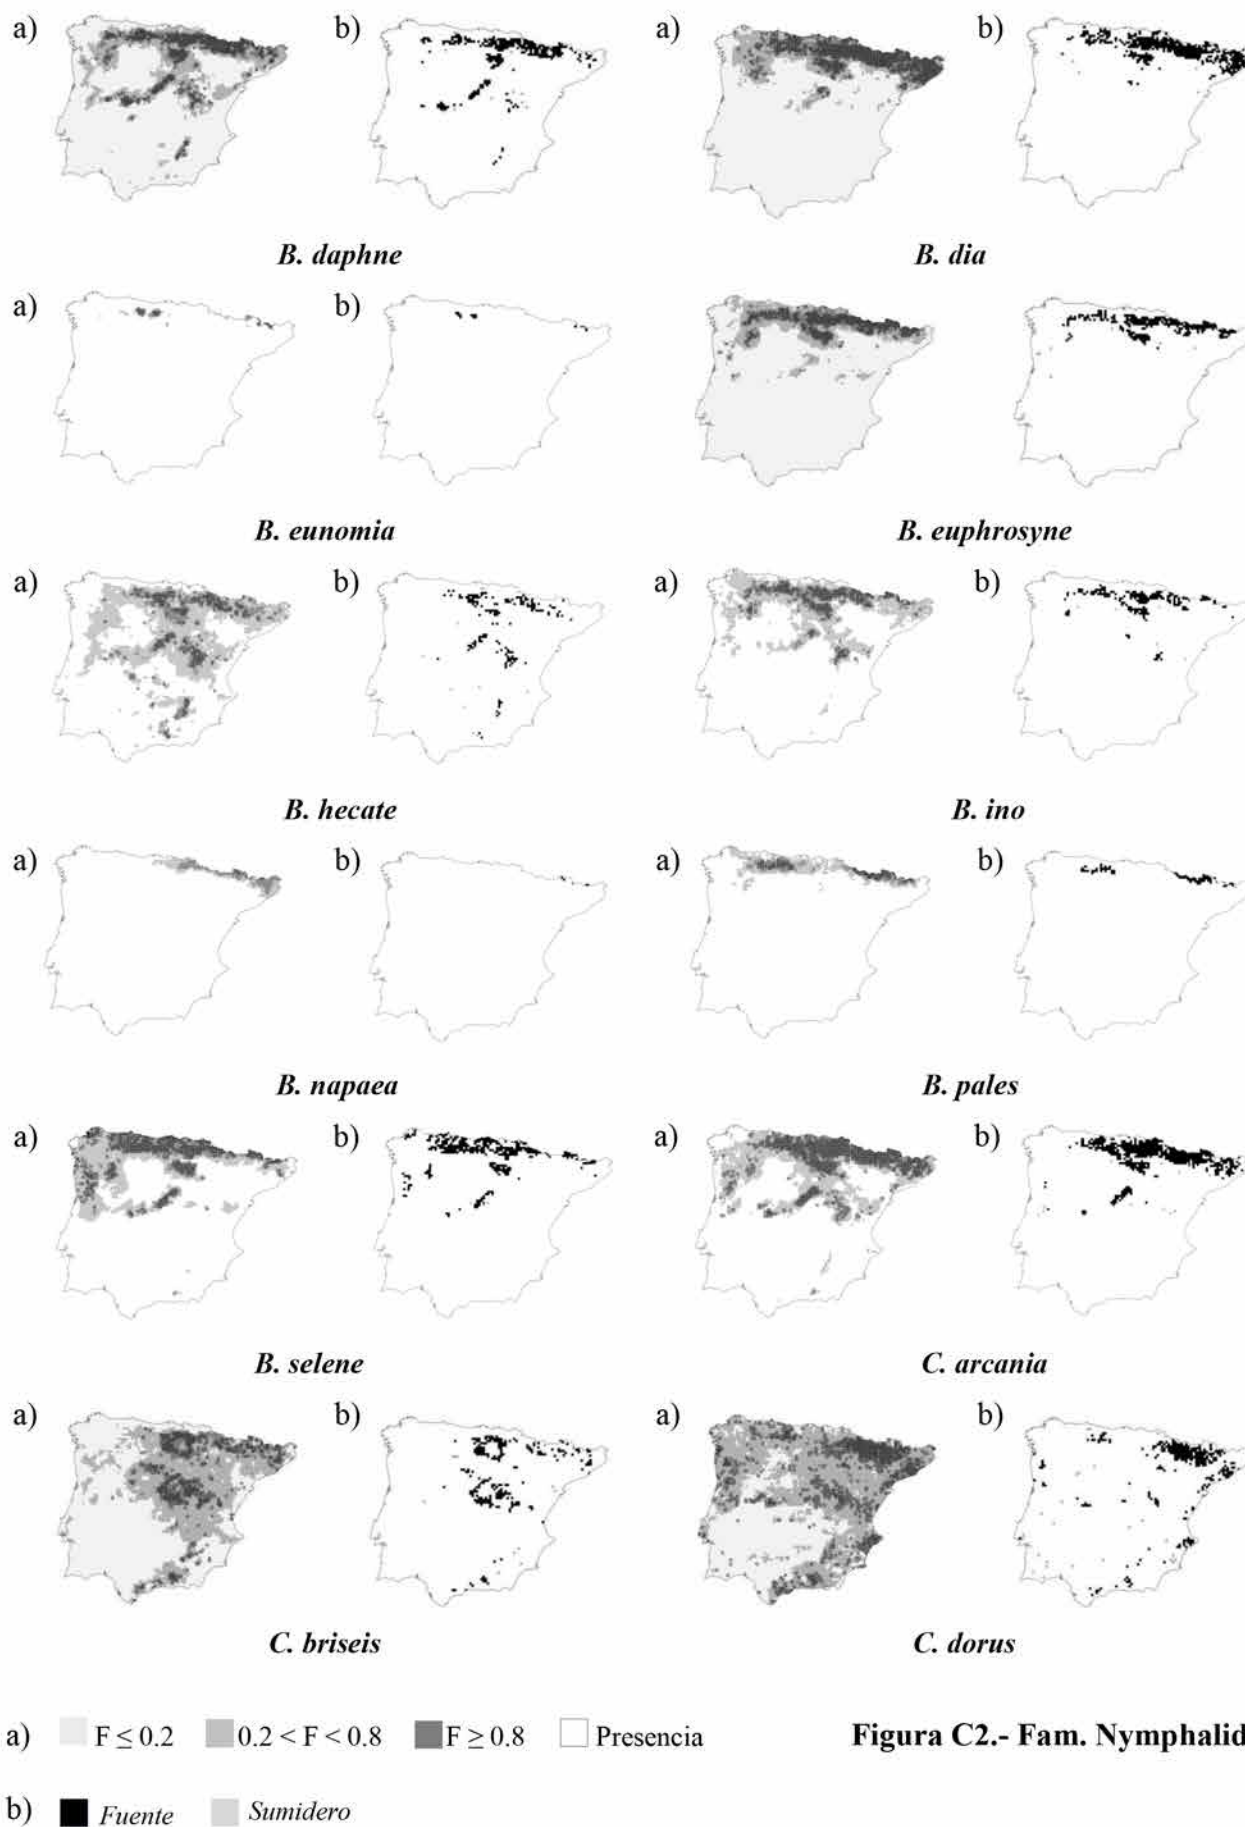 a) b) a) b)
B. daphne B. dia
a) b) a) b)
B. eunomia B. euphrosyne
a) b) a) b)
B. hecate B. ino
a) b) a) b)
B. napaea B. pales
a) b) a) b)
B. selene C. arcania
a) b) a) b)
C. briseis C. dorus
a) F ≤ 0.2 0.2 < F < 0.8 F ≥ 0.8 Presencia Figura C2.- Fam. Nymphalid
b) Fuente Sumidero